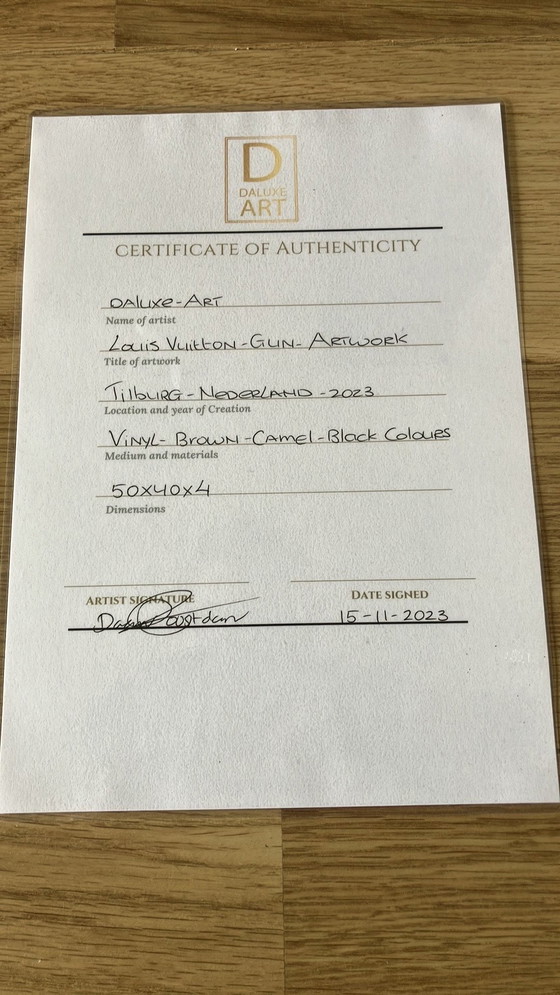 D
DALUXE
ART
CERTIFICATE OF AUTHENTICITY
DALUXE-ART
Name of artist
Louis Vuitton-Gun-Artwork
Title of artwork
Tilburg-Nederland-2023
Location and year of Creation
Vinyl-Brown-Camel-Black Colours
Medium and materials
50x40x4
Dimensions
ARTIST SIGNATURE
DATE SIGNED
15-11-2023